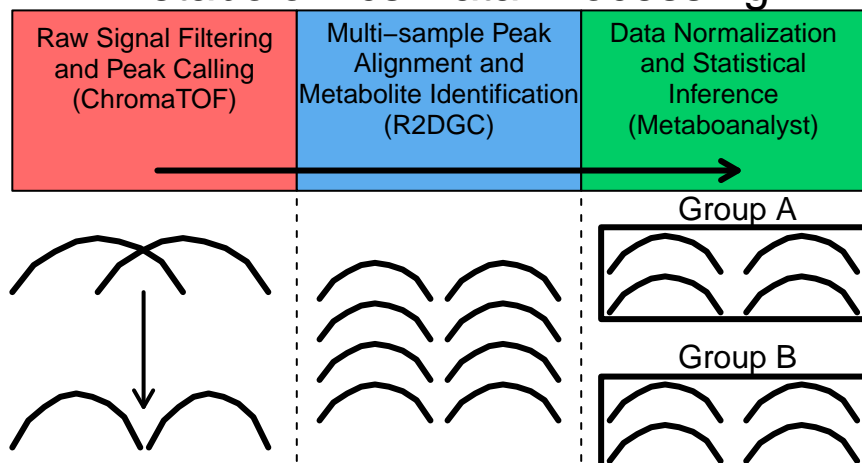 Raw Signal Filtering
and Peak Calling
(ChromaTOF)
Multi−sample Peak
Alignment and
Metabolite Identification
(R2DGC)
Data Normalization
and Statistical
Inference
(Metaboanalyst)
Group A
Group B